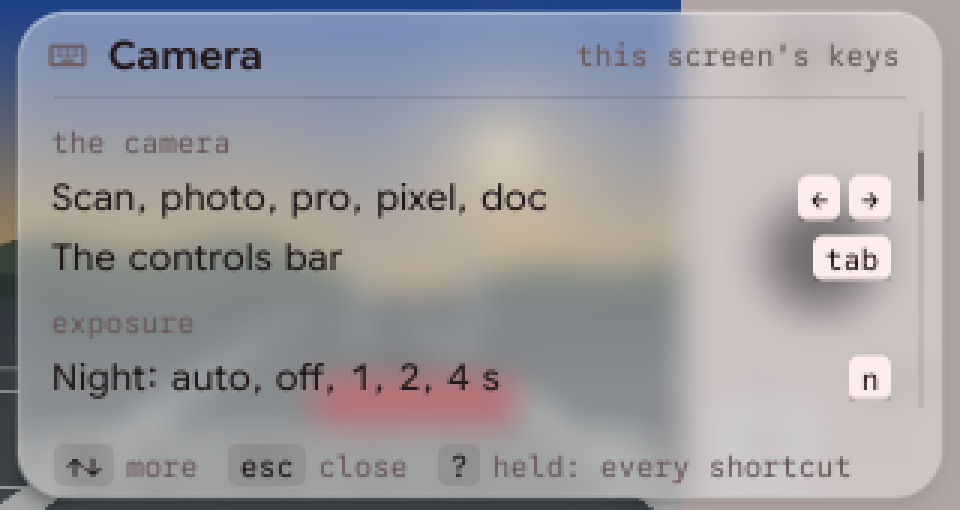 Camera this screen's keys
the camera
Scan, photo, pro, pixel, doc ← →
The controls bar tab
exposure
Night: auto, off, 1, 2, 4 s n
↑↓ more esc close ? held: every shortcut